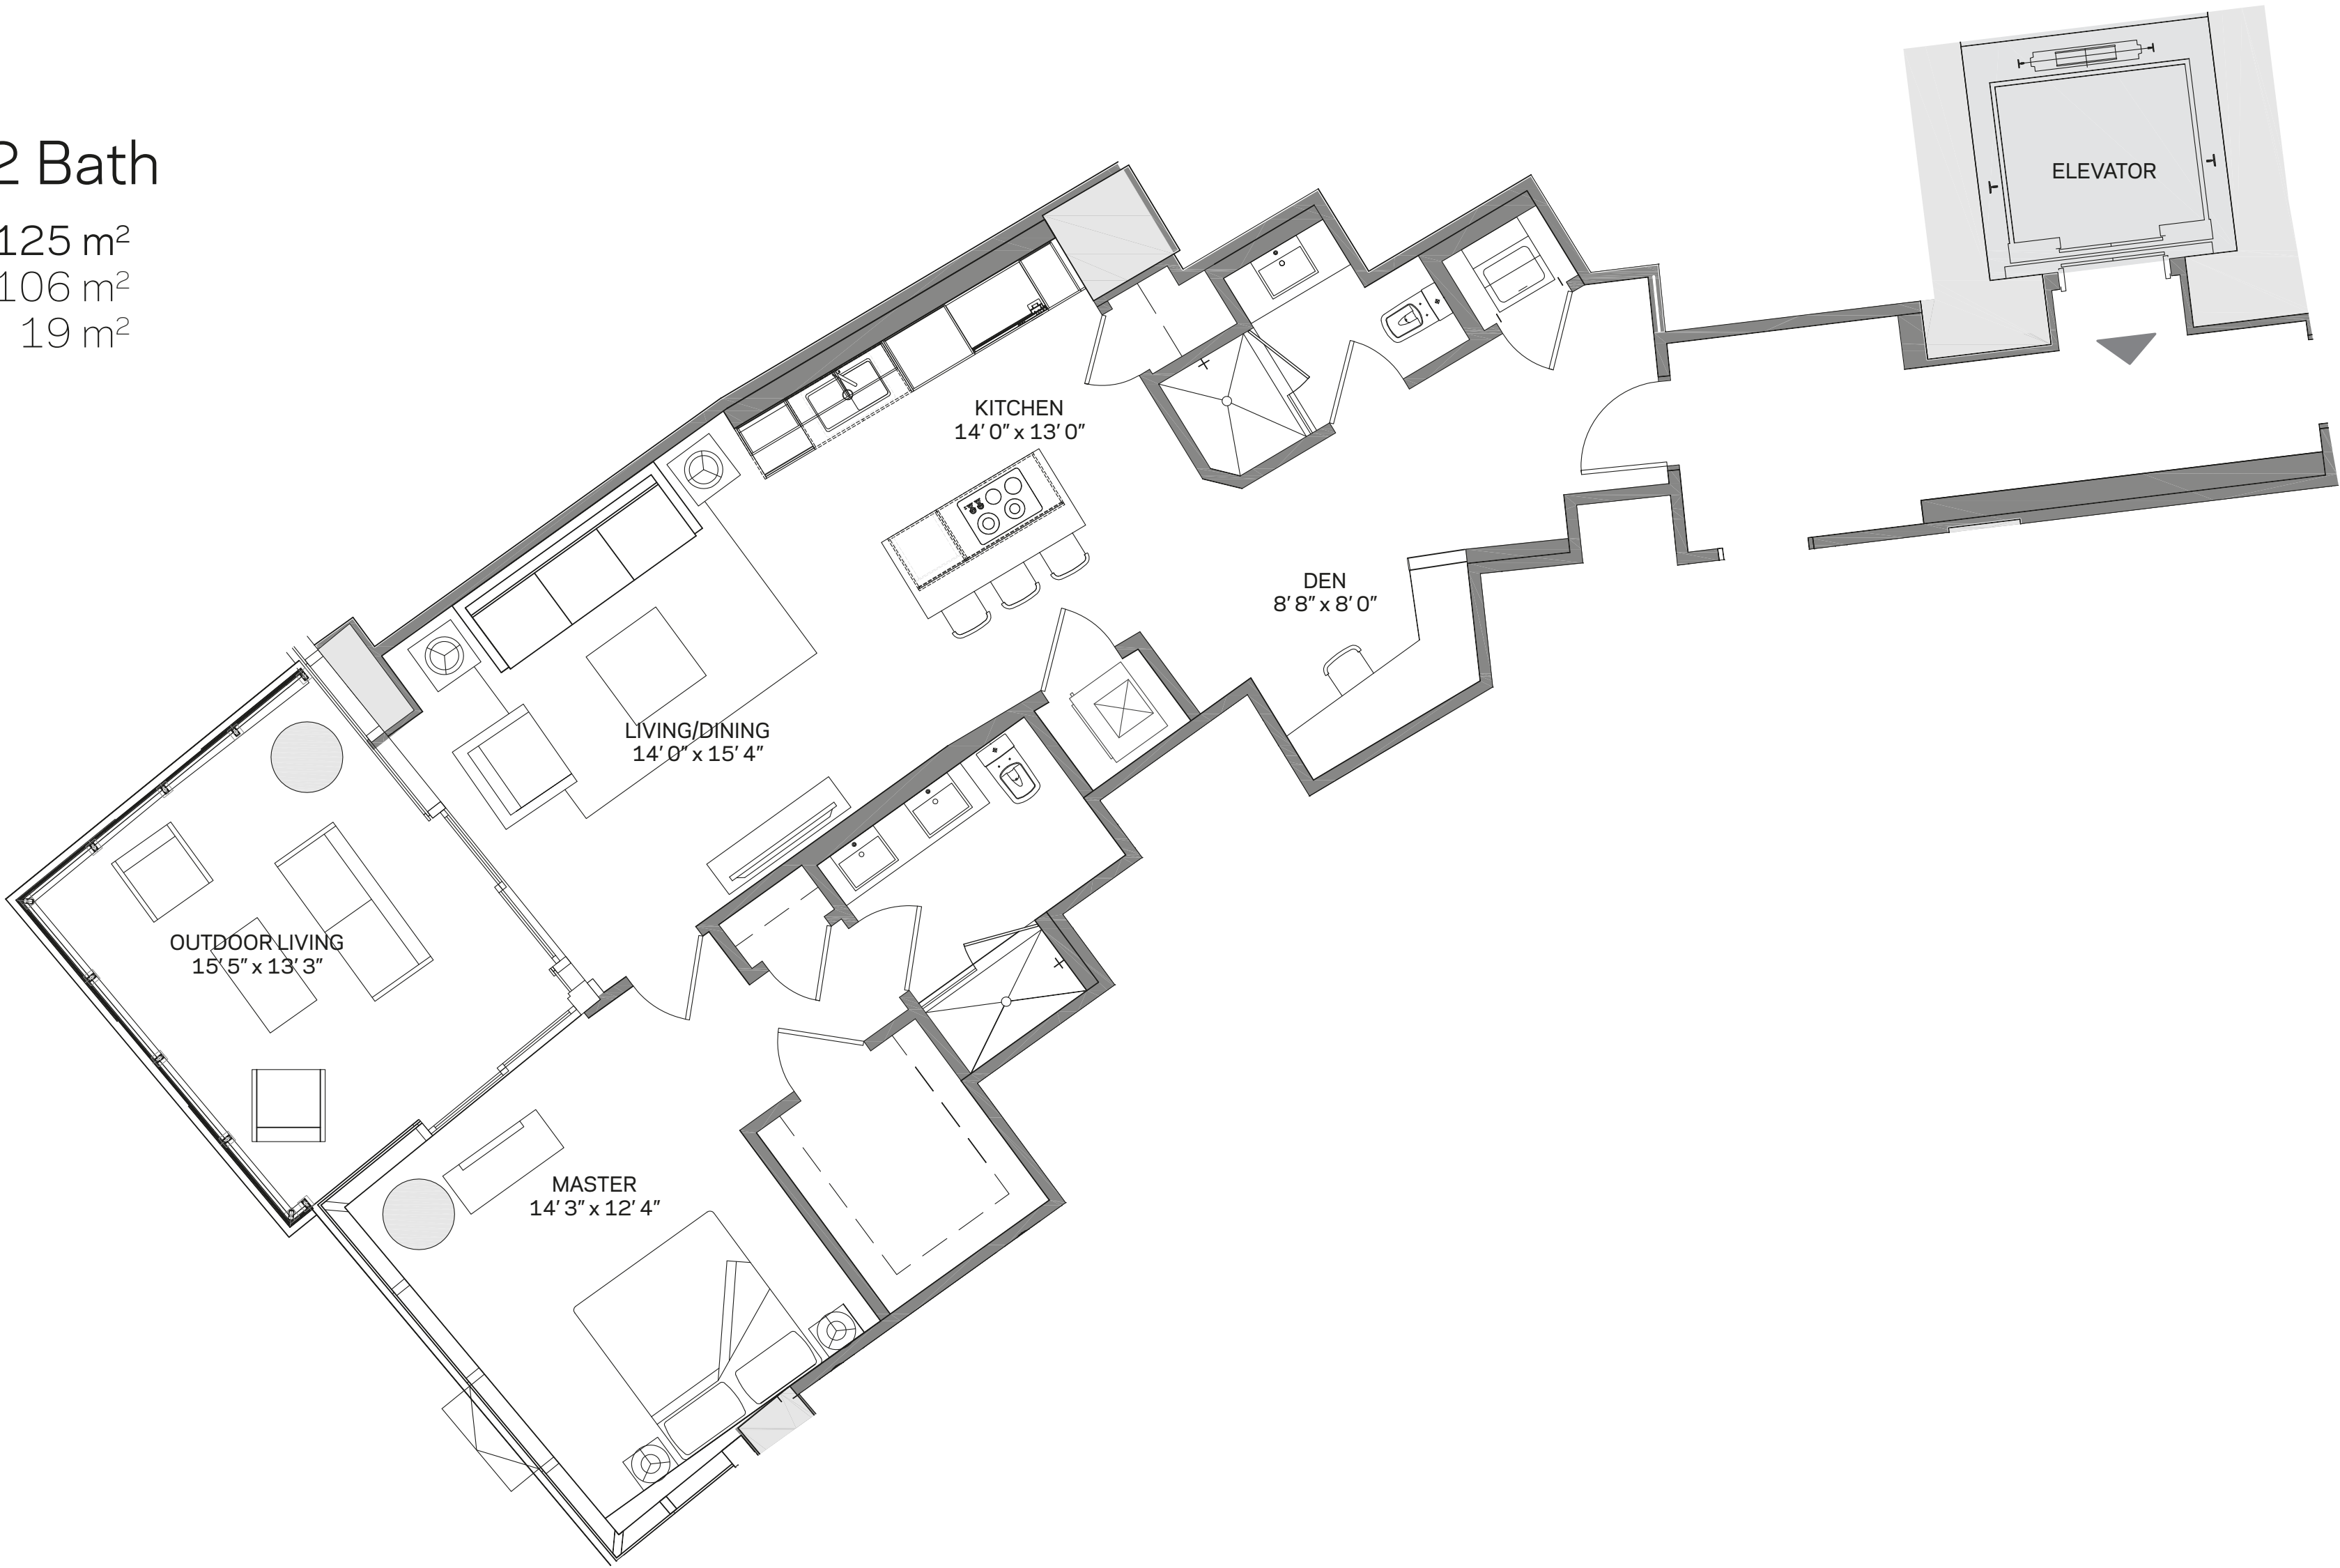 2 Bath
125 m²
106 m²
19 m²
ELEVATOR
KITCHEN
14' 0" x 13' 0"
DEN
8' 8" x 8' 0"
LIVING/DINING
14' 0" x 15' 4"
OUTDOOR LIVING
15' 5" x 13' 3"
MASTER
14' 3" x 12' 4"